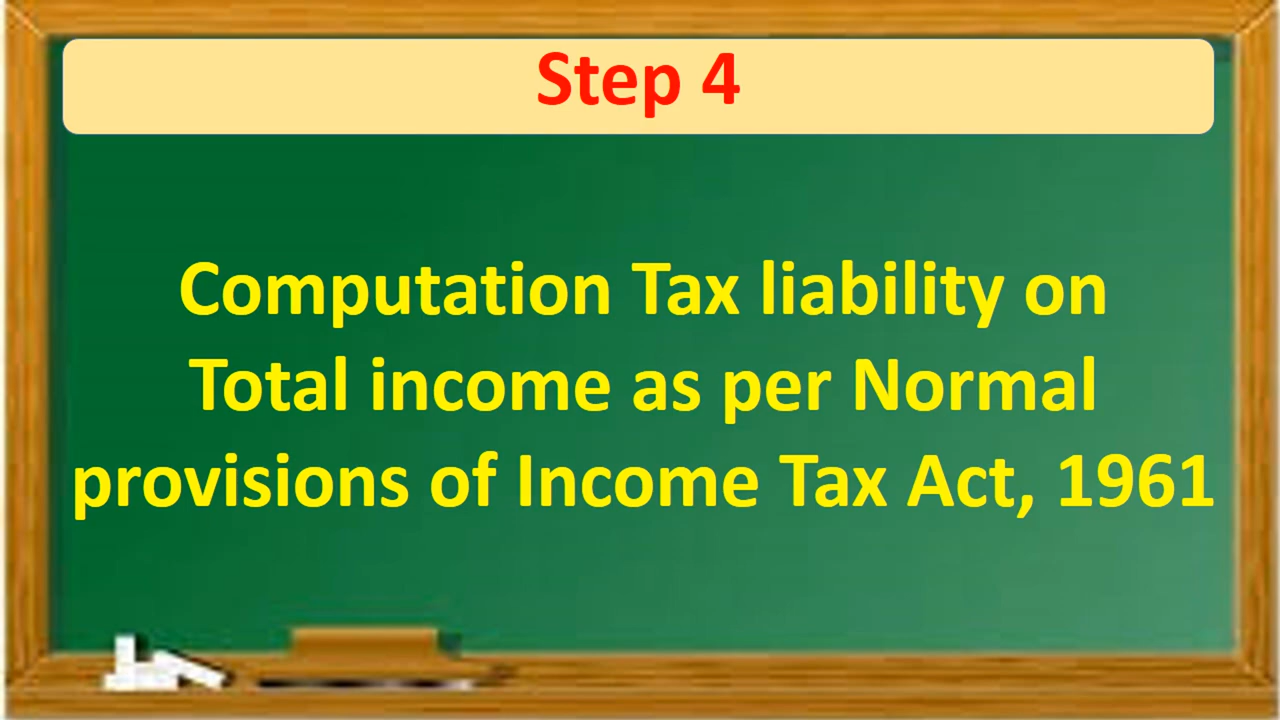 Step 4
Computation Tax liability on
Total income as per Normal
provisions of Income Tax Act, 1961